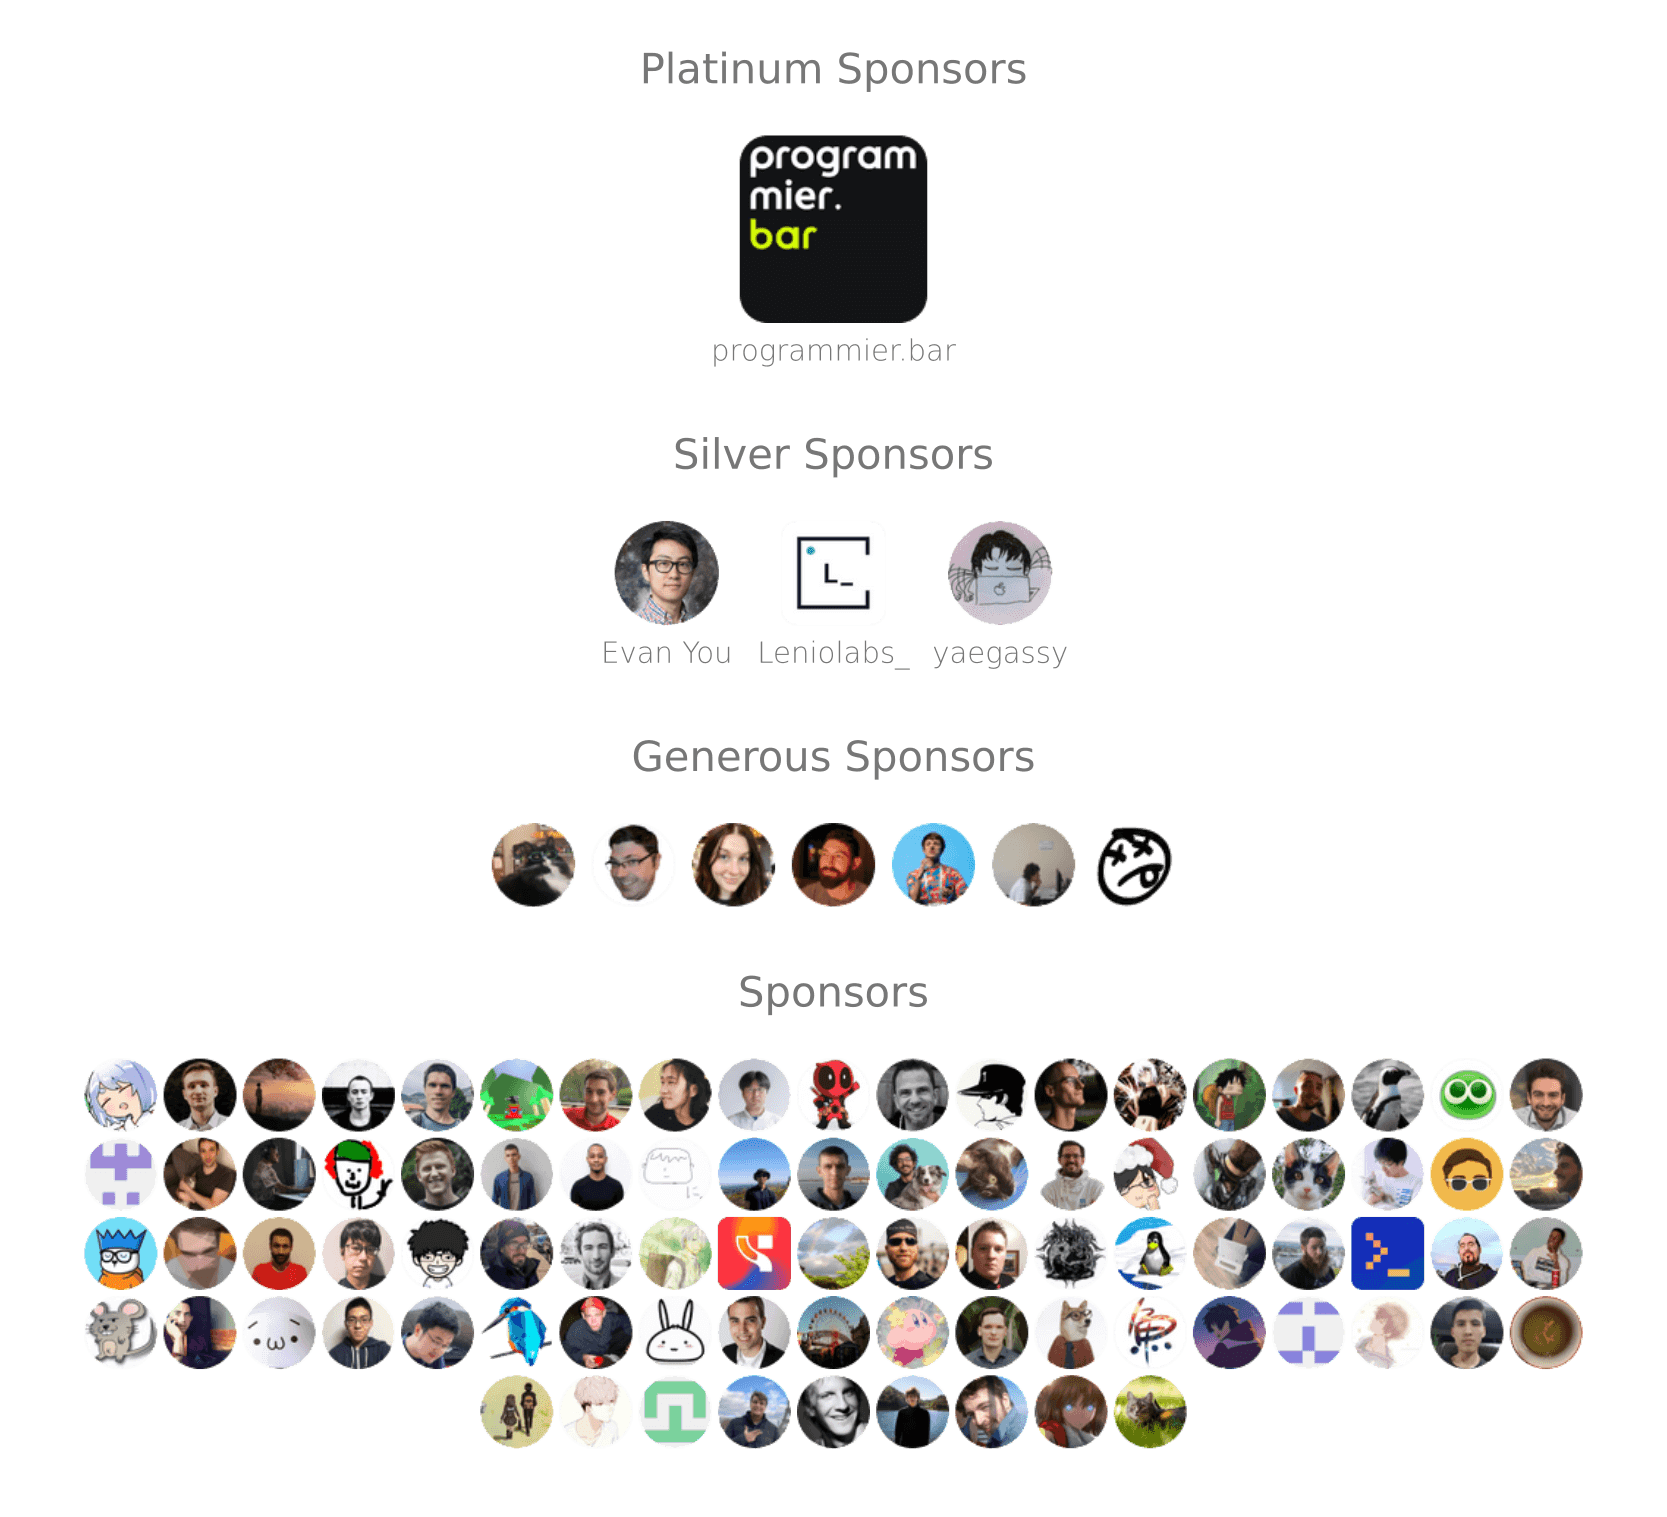 Platinum Sponsors
program
mier.
bar
programmier.bar
Silver Sponsors
L_
Evan You Leniolabs_ yaegassy
Generous Sponsors
Sponsors